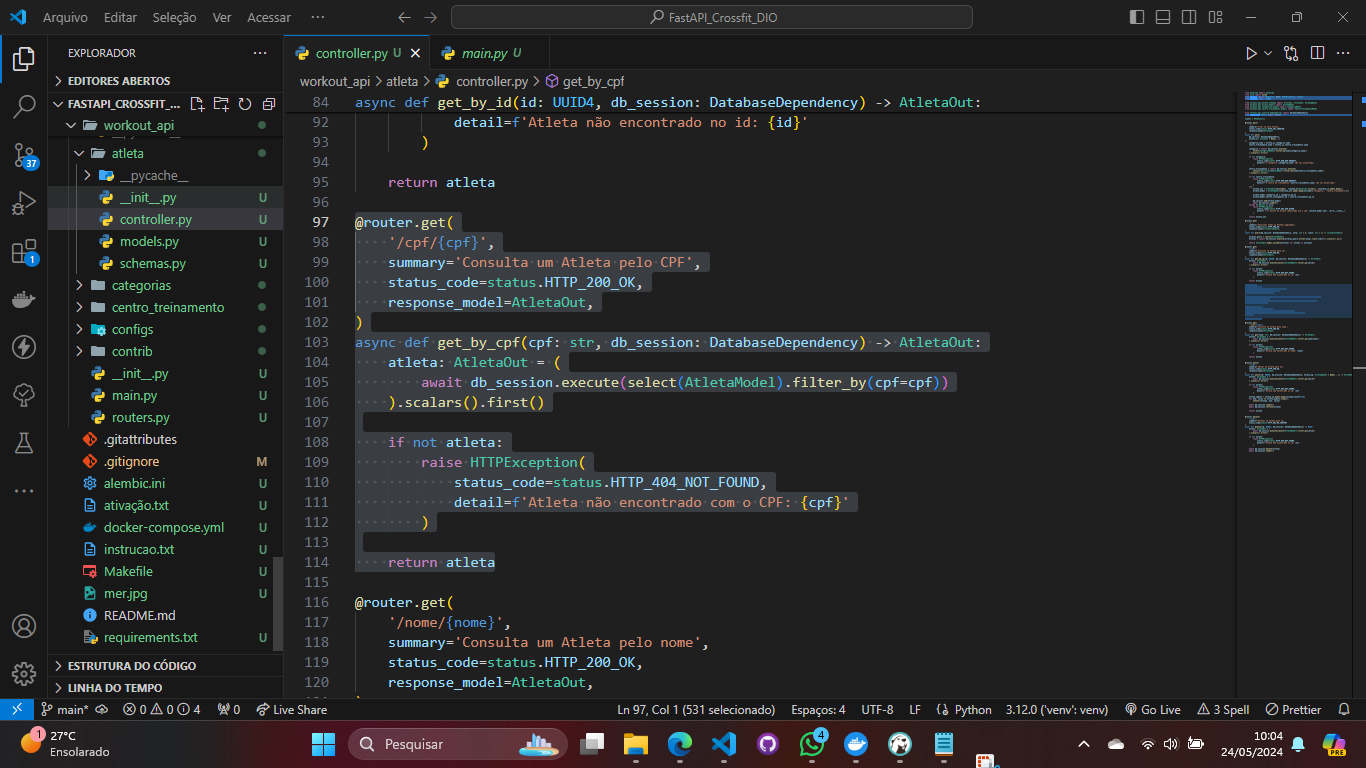 Arquivo Editar Seleção Ver Acessar ··· FastAPI_Crossfit_DIO
EXPLORADOR ···
EDITORES ABERTOS
FASTAPI_CROSSFIT_...
workout_api
atleta
__pycache__
__init__.py U
controller.py U
models.py U
schemas.py U
categorias
centro_treinamento
configs
contrib
__init__.py U
main.py U
routers.py U
.gitattributes
.gitignore M
alembic.ini U
ativação.txt U
docker-compose.yml U
instrucao.txt U
Makefile U
mer.jpg U
README.md
requirements.txt U
ESTRUTURA DO CÓDIGO
LINHA DO TEMPO
37
1
controller.py U main.py U
workout_api > atleta > controller.py > get_by_cpf
84 async def get_by_id(id: UUID4, db_session: DatabaseDependency) -> AtletaOut:
92 detail=f'Atleta não encontrado no id: {id}'
93 )
94
95 return atleta
96
97 @router.get(
98 '/cpf/{cpf}',
99 summary='Consulta um Atleta pelo CPF',
100 status_code=status.HTTP_200_OK,
101 response_model=AtletaOut,
102 )
103 async def get_by_cpf(cpf: str, db_session: DatabaseDependency) -> AtletaOut:
104 atleta: AtletaOut = (
105 await db_session.execute(select(AtletaModel).filter_by(cpf=cpf))
106 ).scalars().first()
107
108 if not atleta:
109 raise HTTPException(
110 status_code=status.HTTP_404_NOT_FOUND,
111 detail=f'Atleta não encontrado com o CPF: {cpf}'
112 )
113
114 return atleta
115
116 @router.get(
117 '/nome/{nome}',
118 summary='Consulta um Atleta pelo nome',
119 status_code=status.HTTP_200_OK,
120 response_model=AtletaOut,
main* 0 0 4 0 Live Share Ln 97, Col 1 (531 selecionado) Espaços: 4 UTF-8 LF Python 3.12.0 ('venv': venv) Go Live 3 Spell Prettier
1 27°C
Ensolarado
Pesquisar
4
10:04
24/05/2024
PRE